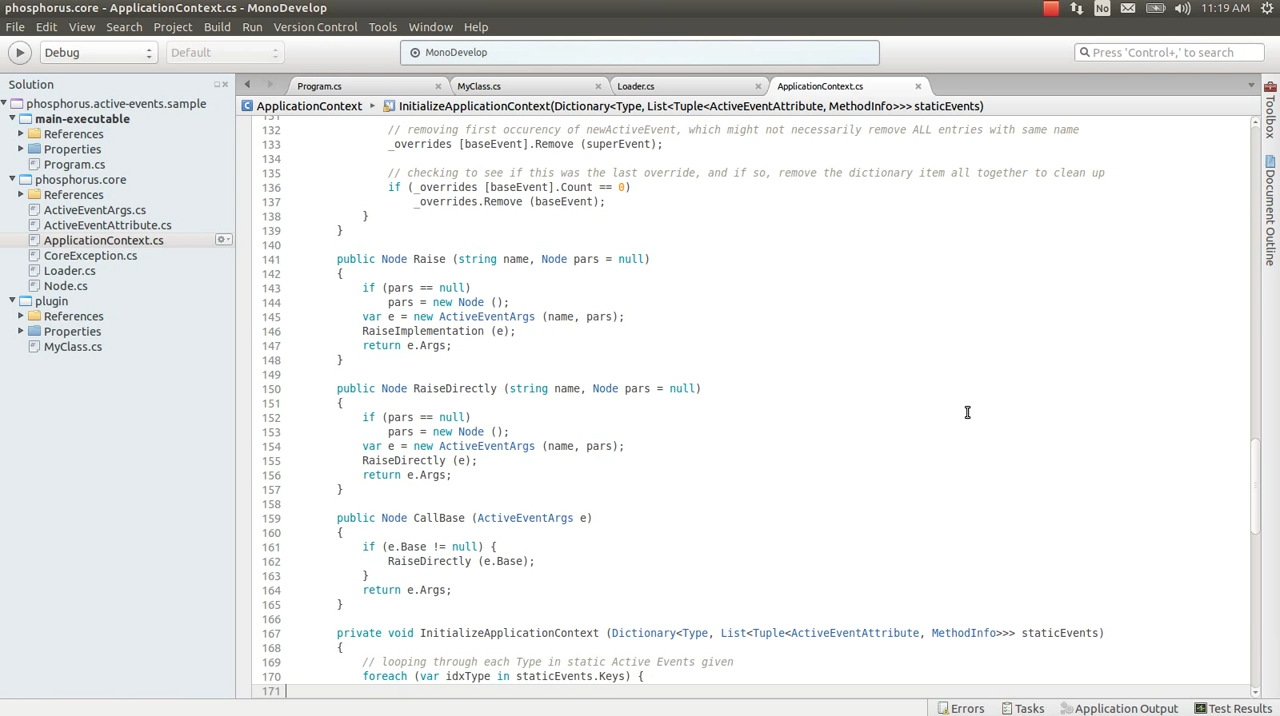 phosphorus.core - ApplicationContext.cs - MonoDevelop
No
11:19 AM
File Edit View Search Project Build Run Version Control Tools Window Help
Debug
Default
MonoDevelop
Press 'Control+,' to search
Solution
phosphorus.active-events.sample
main-executable
References
Properties
Program.cs
phosphorus.core
References
ActiveEventArgs.cs
ActiveEventAttribute.cs
ApplicationContext.cs
CoreException.cs
Loader.cs
Node.cs
plugin
References
Properties
MyClass.cs
Program.cs
MyClass.cs
Loader.cs
ApplicationContext.cs
ApplicationContext
InitializeApplicationContext(Dictionary<Type, List<Tuple<ActiveEventAttribute, MethodInfo>>> staticEvents)
131
132 // removing first occurency of newActiveEvent, which might not necessarily remove ALL entries with same name
133 _overrides [baseEvent].Remove (superEvent);
134
135 // checking to see if this was the last override, and if so, remove the dictionary item all together to clean up
136 if (_overrides [baseEvent].Count == 0)
137 _overrides.Remove (baseEvent);
138 }
139 }
140
141 public Node Raise (string name, Node pars = null)
142 {
143 if (pars == null)
144 pars = new Node ();
145 var e = new ActiveEventArgs (name, pars);
146 RaiseImplementation (e);
147 return e.Args;
148 }
149
150 public Node RaiseDirectly (string name, Node pars = null)
151 {
152 if (pars == null)
153 pars = new Node ();
154 var e = new ActiveEventArgs (name, pars);
155 RaiseDirectly (e);
156 return e.Args;
157 }
158
159 public Node CallBase (ActiveEventArgs e)
160 {
161 if (e.Base != null) {
162 RaiseDirectly (e.Base);
163 }
164 return e.Args;
165 }
166
167 private void InitializeApplicationContext (Dictionary<Type, List<Tuple<ActiveEventAttribute, MethodInfo>>> staticEvents)
168 {
169 // looping through each Type in static Active Events given
170 foreach (var idxType in staticEvents.Keys) {
171
Toolbox
Document Outline
Errors
Tasks
Application Output
Test Results